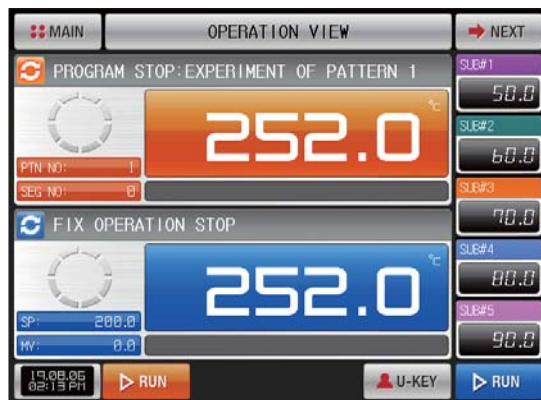 MAIN
OPERATION VIEW
NEXT
PROGRAM STOP:EXPERIMENT OF PATTERN 1
°C
252.0
PTN NO: 1
SEG NO: 0
FIX OPERATION STOP
°C
252.0
SP: 200.0
MV: 0.0
SUB#1
50.0
SUB#2
60.0
SUB#3
70.0
SUB#4
80.0
SUB#5
90.0
19.08.06
02:13 PM
RUN
U-KEY
RUN